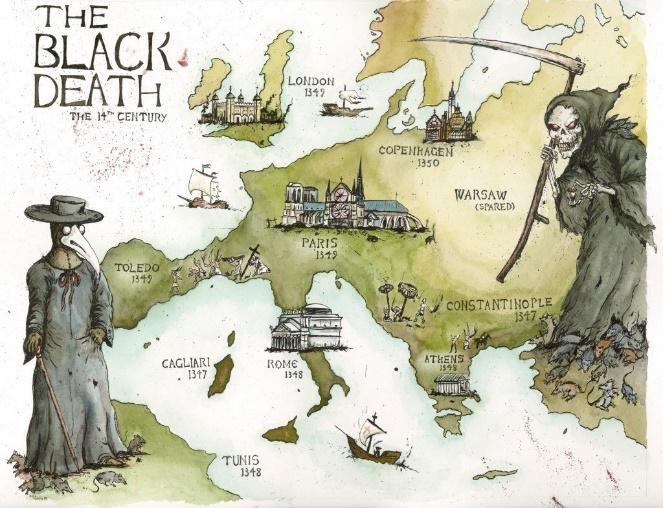 THE
BLACK
DEATH
THE 14TH CENTURY
LONDON
1349
COPENHAGEN
1350
WARSAW
(SPARED)
PARIS
1349
TOLEDO
1349
CONSTANTINOPLE
1347
CAGLIARI
1347
ROME
1348
ATHENS
1348
TUNIS
1348